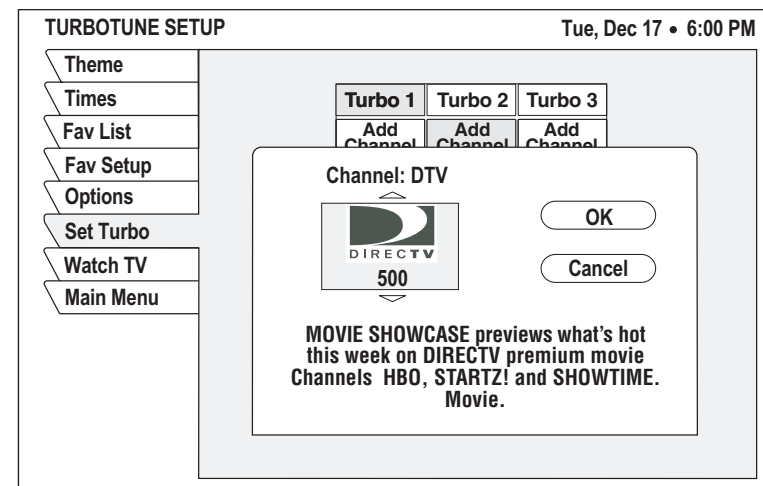 TURBOTUNE SETUP
Tue, Dec 17 • 6:00 PM
Theme
Times
Fav List
Fav Setup
Options
Set Turbo
Watch TV
Main Menu
Turbo 1 Turbo 2 Turbo 3
Add Add Add
Channel Channel Channel
Channel: DTV
DIRECTV
500
OK
Cancel
MOVIE SHOWCASE previews what's hot
this week on DIRECTV premium movie
Channels HBO, STARTZ! and SHOWTIME.
Movie.